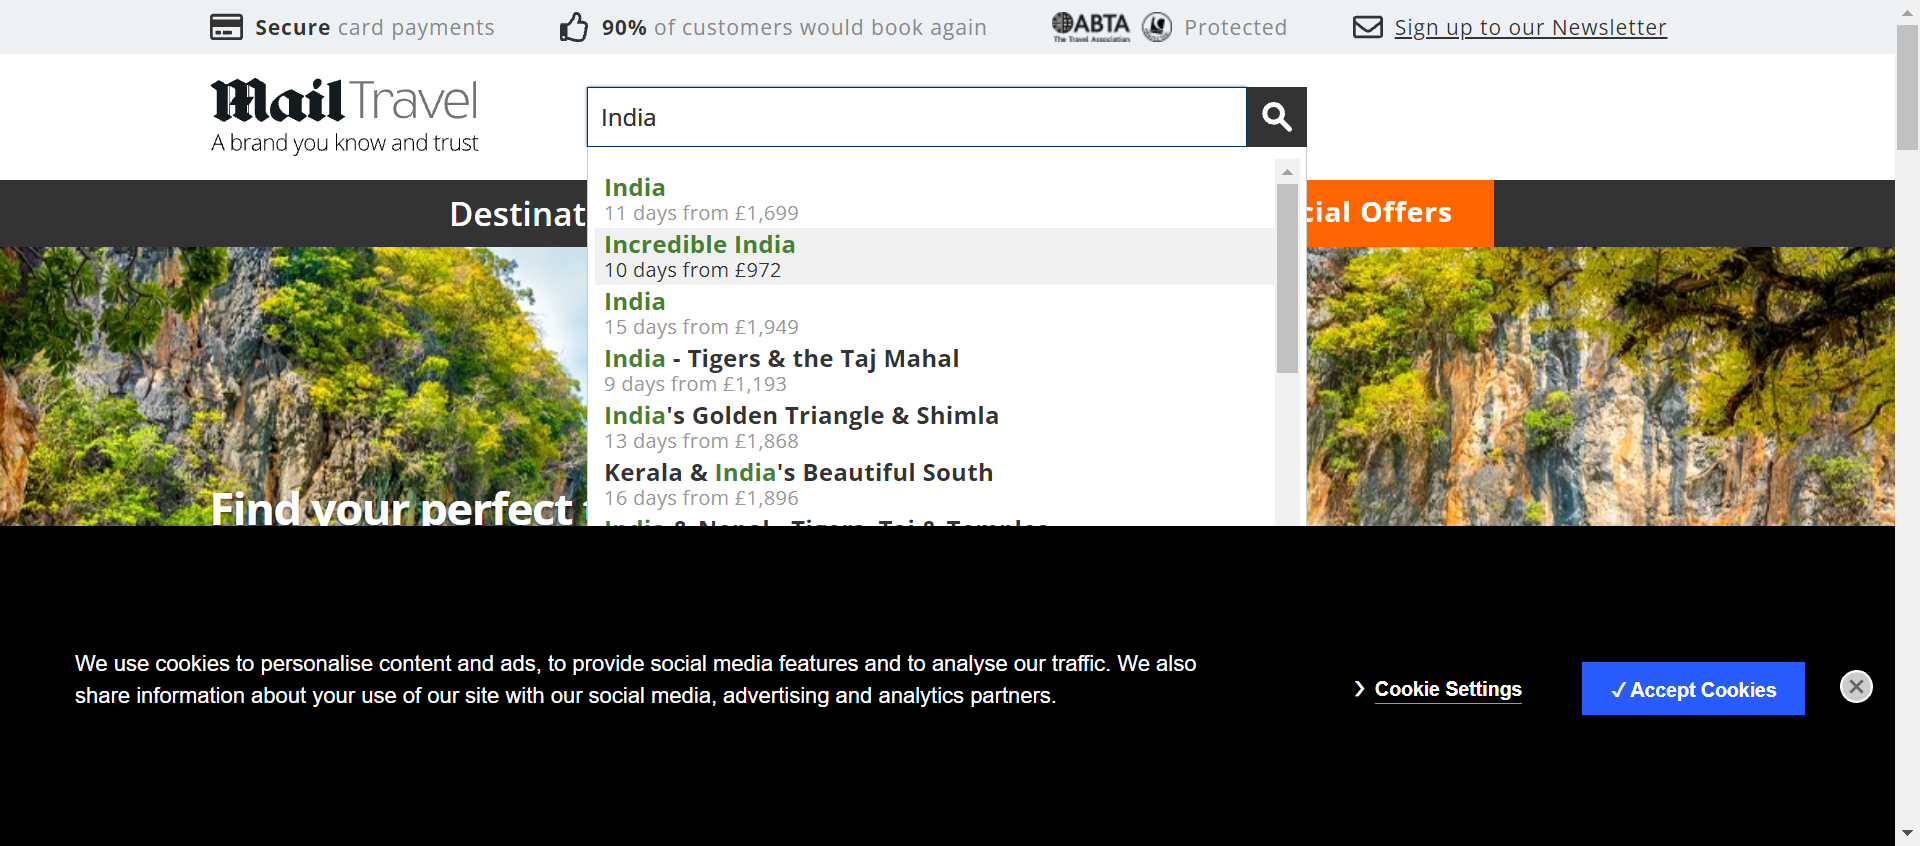 Secure card payments
90% of customers would book again
ABTA
The Travel Association
Protected
Sign up to our Newsletter
Mail Travel
A brand you know and trust
India
Destinat
cial Offers
India
11 days from £1,699
Incredible India
10 days from £972
India
15 days from £1,949
India - Tigers & the Taj Mahal
9 days from £1,193
India's Golden Triangle & Shimla
13 days from £1,868
Kerala & India's Beautiful South
16 days from £1,896
India & Nepal - Tigers, Taj & Temples
Find your perfect
We use cookies to personalise content and ads, to provide social media features and to analyse our traffic. We also
share information about your use of our site with our social media, advertising and analytics partners.
Cookie Settings
✓ Accept Cookies